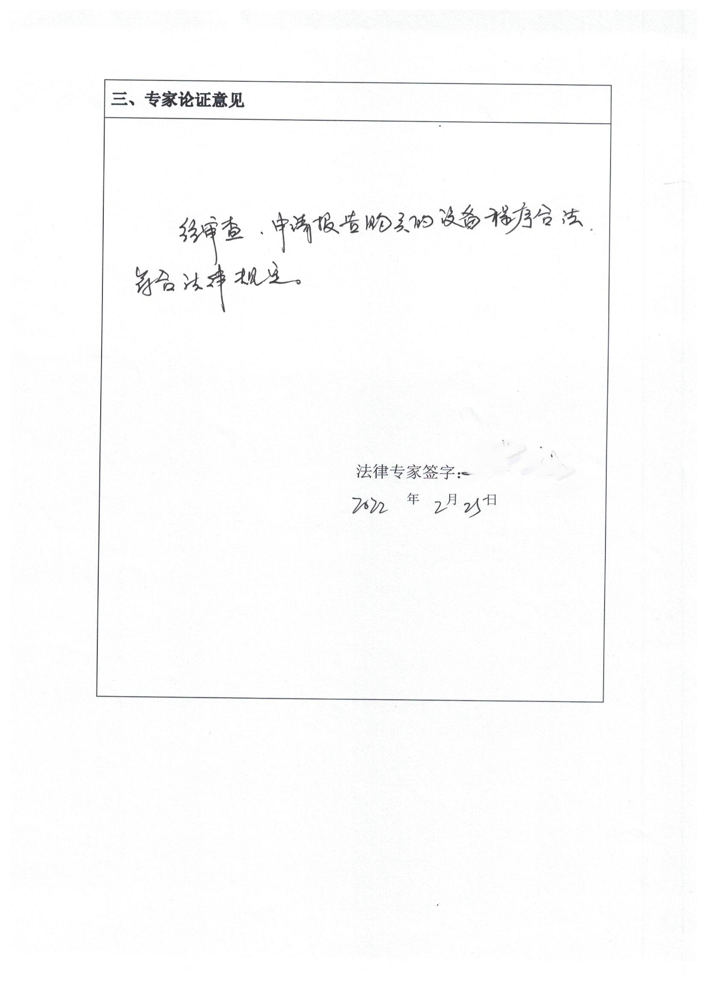 三、专家论证意见
经审查，申请报告购买的设备程序合法，
符合法律规定。
法律专家签字：
2022 年 2月25日